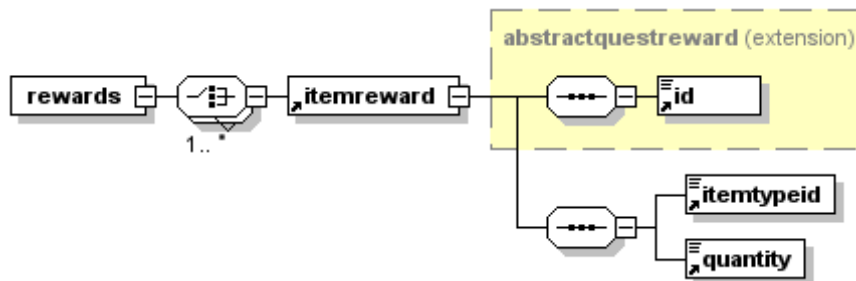 abstractquestreward (extension)
rewards
itemreward
id
1.. *
itemtypeid
quantity